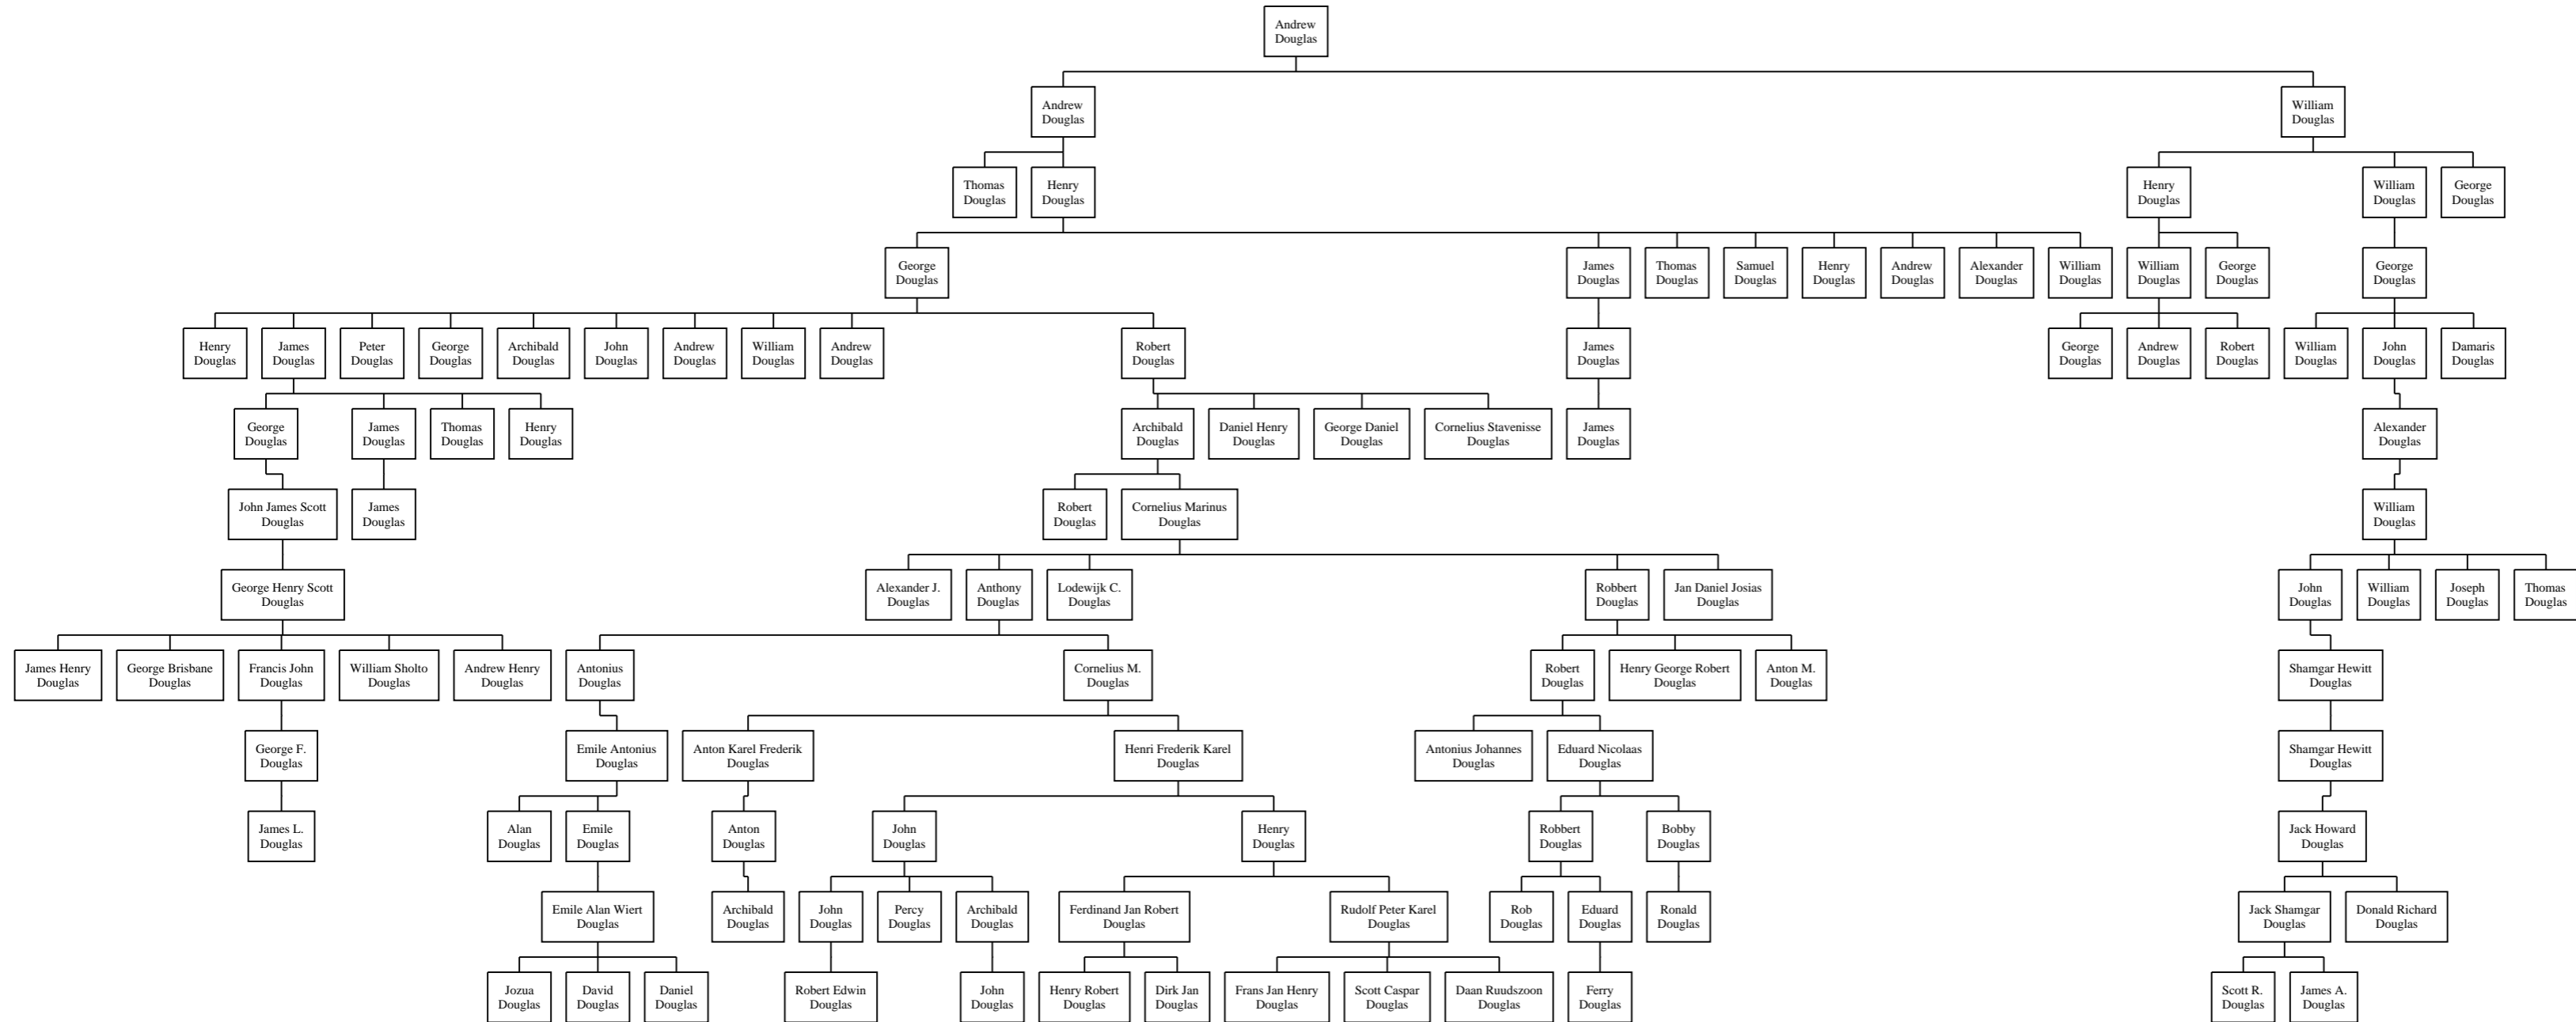 Andrew
Douglas
Andrew
Douglas
William
Douglas
Thomas
Douglas
Henry
Douglas
Henry
Douglas
William
Douglas
George
Douglas
George
Douglas
James
Douglas
Thomas
Douglas
Samuel
Douglas
Henry
Douglas
Andrew
Douglas
Alexander
Douglas
William
Douglas
William
Douglas
George
Douglas
George
Douglas
Henry
Douglas
James
Douglas
Peter
Douglas
George
Douglas
Archibald
Douglas
John
Douglas
Andrew
Douglas
William
Douglas
Andrew
Douglas
Robert
Douglas
James
Douglas
George
Douglas
Andrew
Douglas
Robert
Douglas
William
Douglas
John
Douglas
Damaris
Douglas
George
Douglas
James
Douglas
Thomas
Douglas
Henry
Douglas
Archibald
Douglas
Daniel Henry
Douglas
George Daniel
Douglas
Cornelius Stavenisse
Douglas
James
Douglas
Alexander
Douglas
John James Scott
Douglas
James
Douglas
Robert
Douglas
Cornelius Marinus
Douglas
William
Douglas
George Henry Scott
Douglas
Alexander J.
Douglas
Anthony
Douglas
Lodewijk C.
Douglas
Robbert
Douglas
Jan Daniel Josias
Douglas
John
Douglas
William
Douglas
Joseph
Douglas
Thomas
Douglas
James Henry
Douglas
George Brisbane
Douglas
Francis John
Douglas
William Sholto
Douglas
Andrew Henry
Douglas
Antonius
Douglas
Cornelius M.
Douglas
Robert
Douglas
Henry George Robert
Douglas
Anton M.
Douglas
Shamgar Hewitt
Douglas
George F.
Douglas
Emile Antonius
Douglas
Anton Karel Frederik
Douglas
Henri Frederik Karel
Douglas
Antonius Johannes
Douglas
Eduard Nicolaas
Douglas
Shamgar Hewitt
Douglas
James L.
Douglas
Alan
Douglas
Emile
Douglas
Anton
Douglas
John
Douglas
Henry
Douglas
Robbert
Douglas
Bobby
Douglas
Jack Howard
Douglas
Emile Alan Wiert
Douglas
Archibald
Douglas
John
Douglas
Percy
Douglas
Archibald
Douglas
Ferdinand Jan Robert
Douglas
Rudolf Peter Karel
Douglas
Rob
Douglas
Eduard
Douglas
Ronald
Douglas
Jack Shamgar
Douglas
Donald Richard
Douglas
Jozua
Douglas
David
Douglas
Daniel
Douglas
Robert Edwin
Douglas
John
Douglas
Henry Robert
Douglas
Dirk Jan
Douglas
Frans Jan Henry
Douglas
Scott Caspar
Douglas
Daan Ruudszoon
Douglas
Ferry
Douglas
Scott R.
Douglas
James A.
Douglas